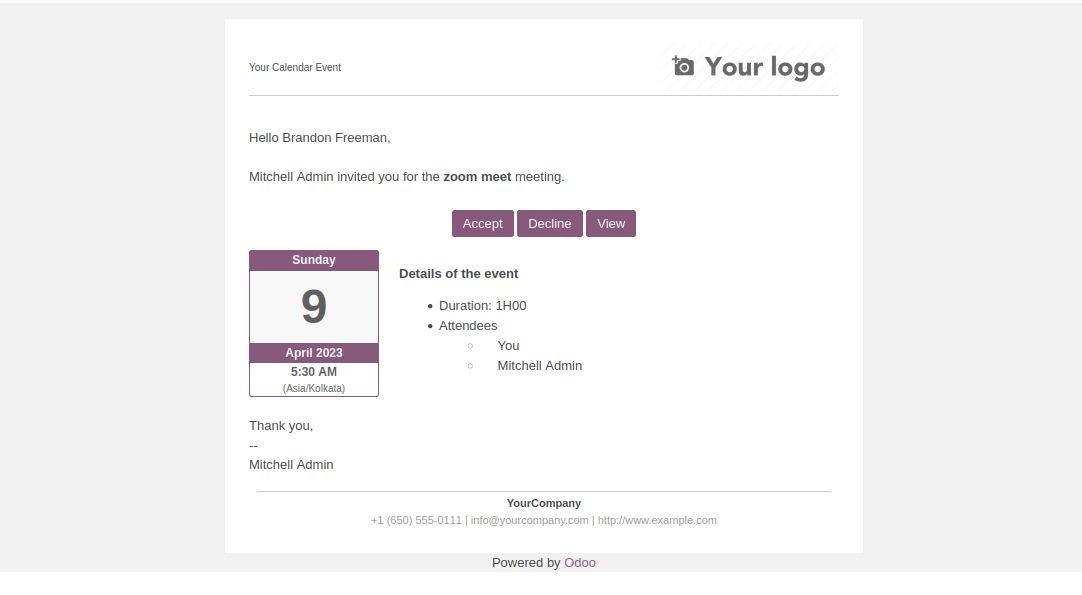 Your Calendar Event
Your logo
Hello Brandon Freeman,
Mitchell Admin invited you for the zoom meet meeting.
Accept Decline View
Sunday
9
April 2023
5:30 AM
(Asia/Kolkata)
Details of the event
Duration: 1H00
Attendees
You
Mitchell Admin
Thank you,
--
Mitchell Admin
YourCompany
+1 (650) 555-0111 | info@yourcompany.com | http://www.example.com
Powered by Odoo